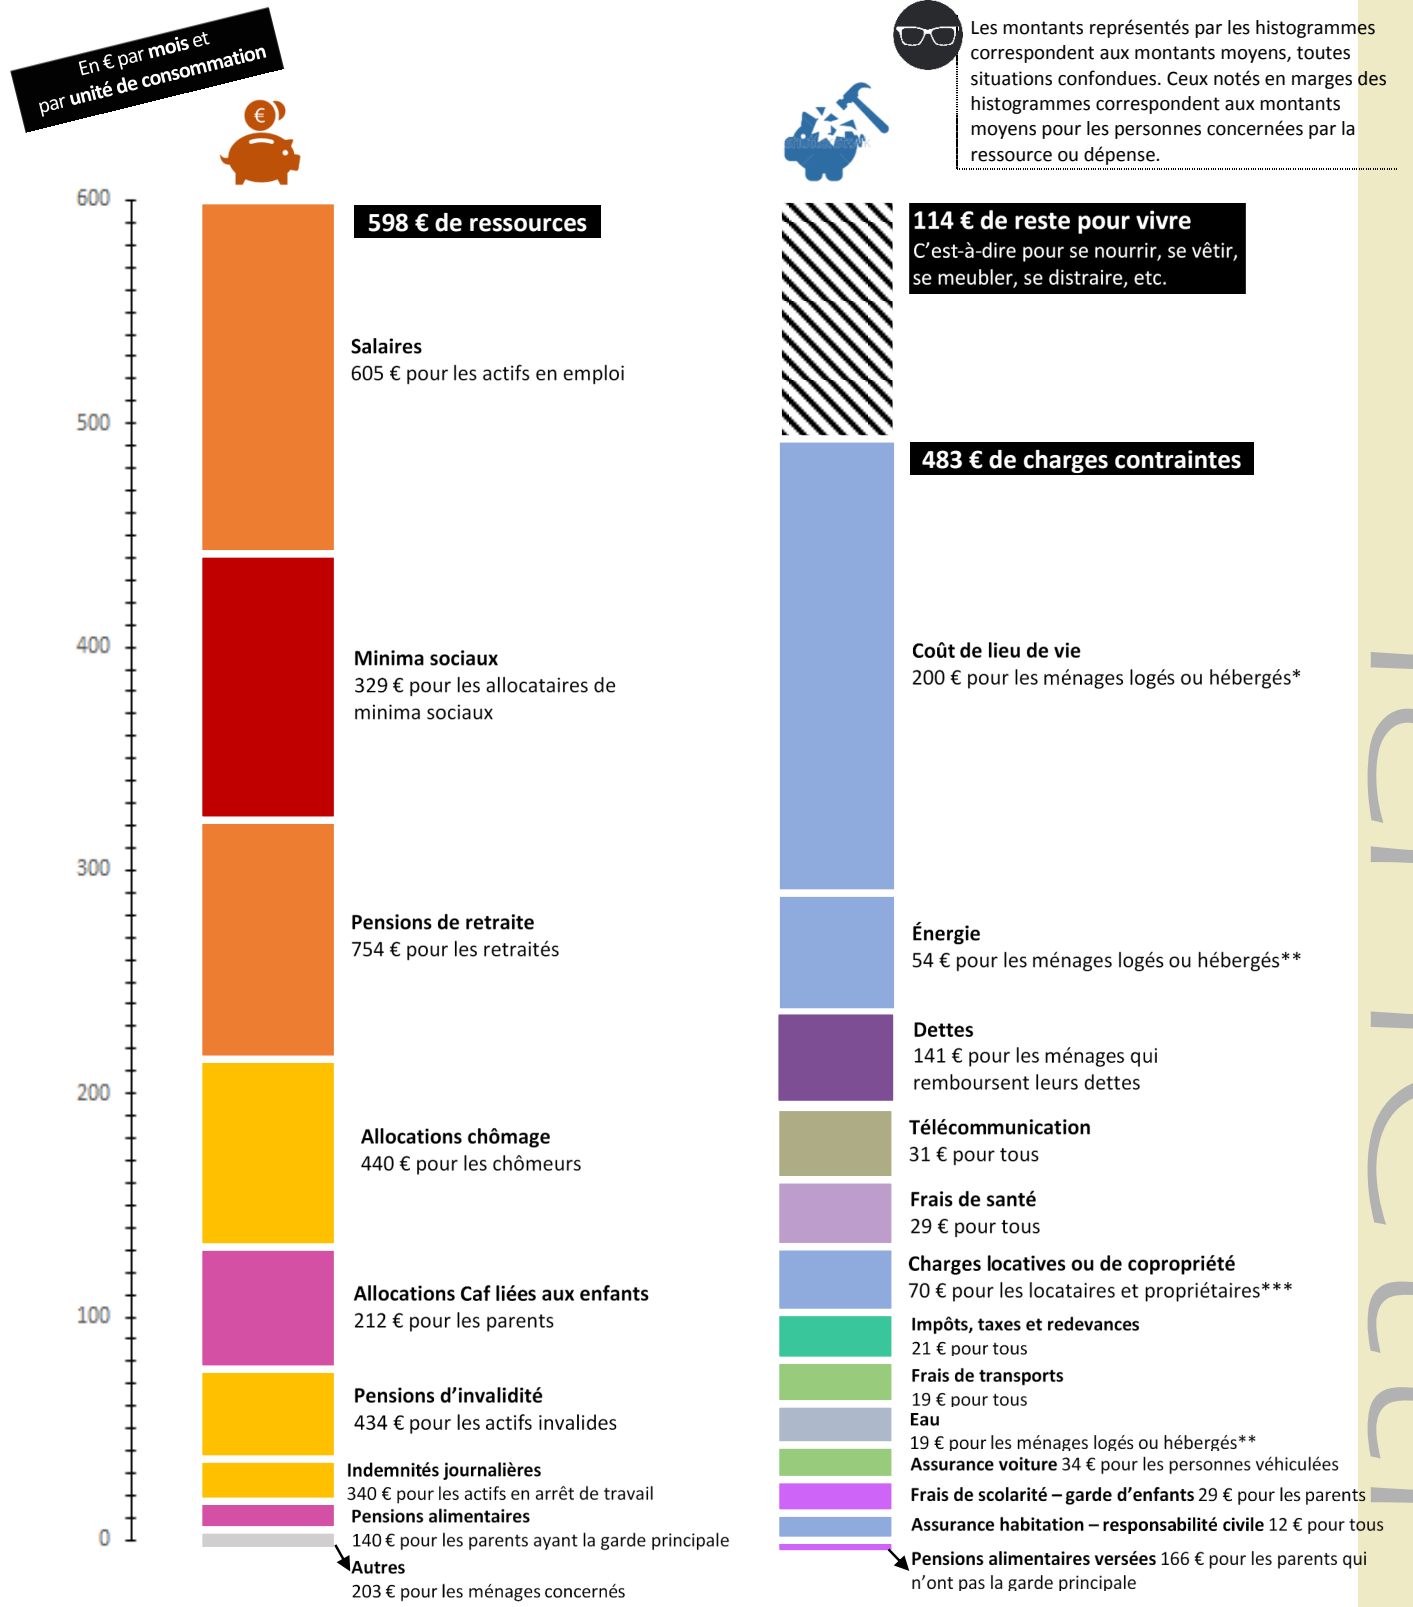 En € par mois et
par unité de consommation
Les montants représentés par les histogrammes
correspondent aux montants moyens, toutes
situations confondues. Ceux notés en marges des
histogrammes correspondent aux montants
moyens pour les personnes concernées par la
ressource ou dépense.
600
500
400
300
200
100
0
€
598 € de ressources
Salaires
605 € pour les actifs en emploi
Minima sociaux
329 € pour les allocataires de
minima sociaux
Pensions de retraite
754 € pour les retraités
Allocations chômage
440 € pour les chômeurs
Allocations Caf liées aux enfants
212 € pour les parents
Pensions d'invalidité
434 € pour les actifs invalides
Indemnités journalières
340 € pour les actifs en arrêt de travail
Pensions alimentaires
140 € pour les parents ayant la garde principale
Autres
203 € pour les ménages concernés
114 € de reste pour vivre
C'est-à-dire pour se nourrir, se vêtir,
se meubler, se distraire, etc.
483 € de charges contraintes
Coût de lieu de vie
200 € pour les ménages logés ou hébergés*
Énergie
54 € pour les ménages logés ou hébergés**
Dettes
141 € pour les ménages qui
remboursent leurs dettes
Télécommunication
31 € pour tous
Frais de santé
29 € pour tous
Charges locatives ou de copropriété
70 € pour les locataires et propriétaires***
Impôts, taxes et redevances
21 € pour tous
Frais de transports
19 € pour tous
Eau
19 € pour les ménages logés ou hébergés**
Assurance voiture 34 € pour les personnes véhiculées
Frais de scolarité – garde d'enfants 29 € pour les parents
Assurance habitation – responsabilité civile 12 € pour tous
Pensions alimentaires versées 166 € pour les parents qui
n'ont pas la garde principale